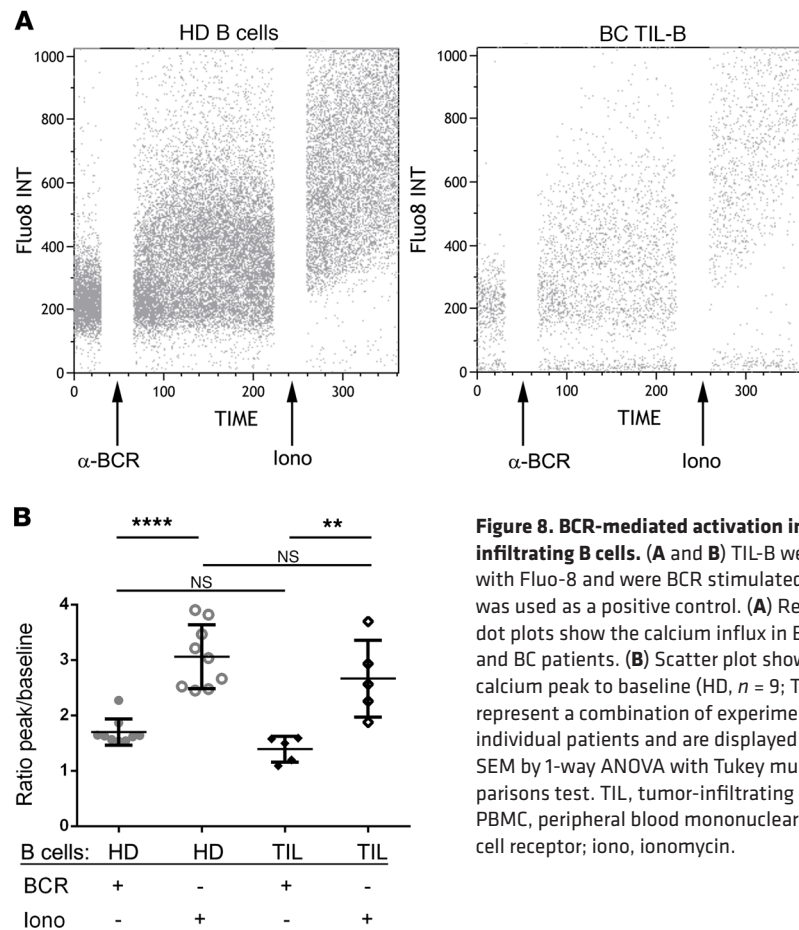 A
HD B cells
BC TIL-B
1000
800
600
400
200
0
Fluo8 INT
0
100
200
300
TIME
α-BCR
Iono
1000
800
600
400
200
0
Fluo8 INT
0
100
200
300
TIME
α-BCR
Iono
B
****
**
NS
NS
4
3
2
1
0
Ratio peak/baseline
B cells: HD HD TIL TIL
BCR + - + -
Iono - + - +
Figure 8. BCR-mediated activation in
infiltrating B cells. (A and B) TIL-B we
with Fluo-8 and were BCR stimulated
was used as a positive control. (A) Re
dot plots show the calcium influx in B
and BC patients. (B) Scatter plot show
calcium peak to baseline (HD, n = 9; T
represent a combination of experime
individual patients and are displayed
SEM by 1-way ANOVA with Tukey mu
parisons test. TIL, tumor-infiltrating
PBMC, peripheral blood mononuclear
cell receptor; iono, ionomycin.